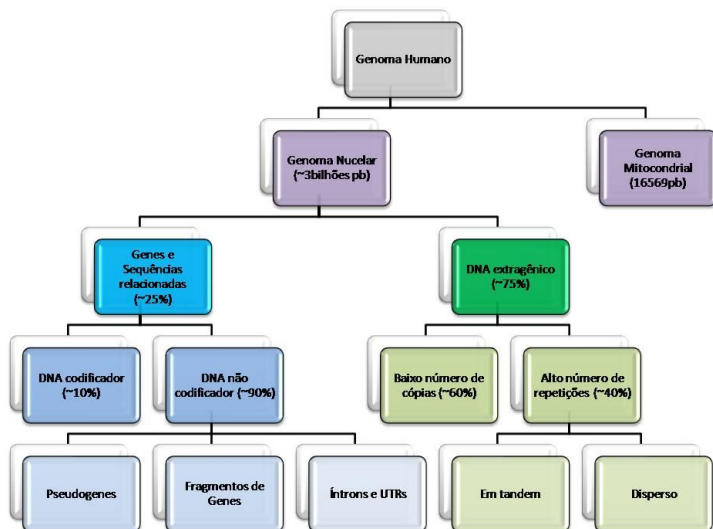 Genoma Humano
Genoma Nucelar
(~3bilhões pb)
Genoma
Mitocondrial
(16569pb)
Genes e
Sequências
relacionadas
(~25%)
DNA extragênico
(~75%)
DNA codificador
(~10%)
DNA não
codificador (~90%)
Baixo número de
cópias (~60%)
Alto número de
repetições (~40%)
Pseudogenes
Fragmentos de
Genes
Íntrons e UTRs
Em tandem
Disperso